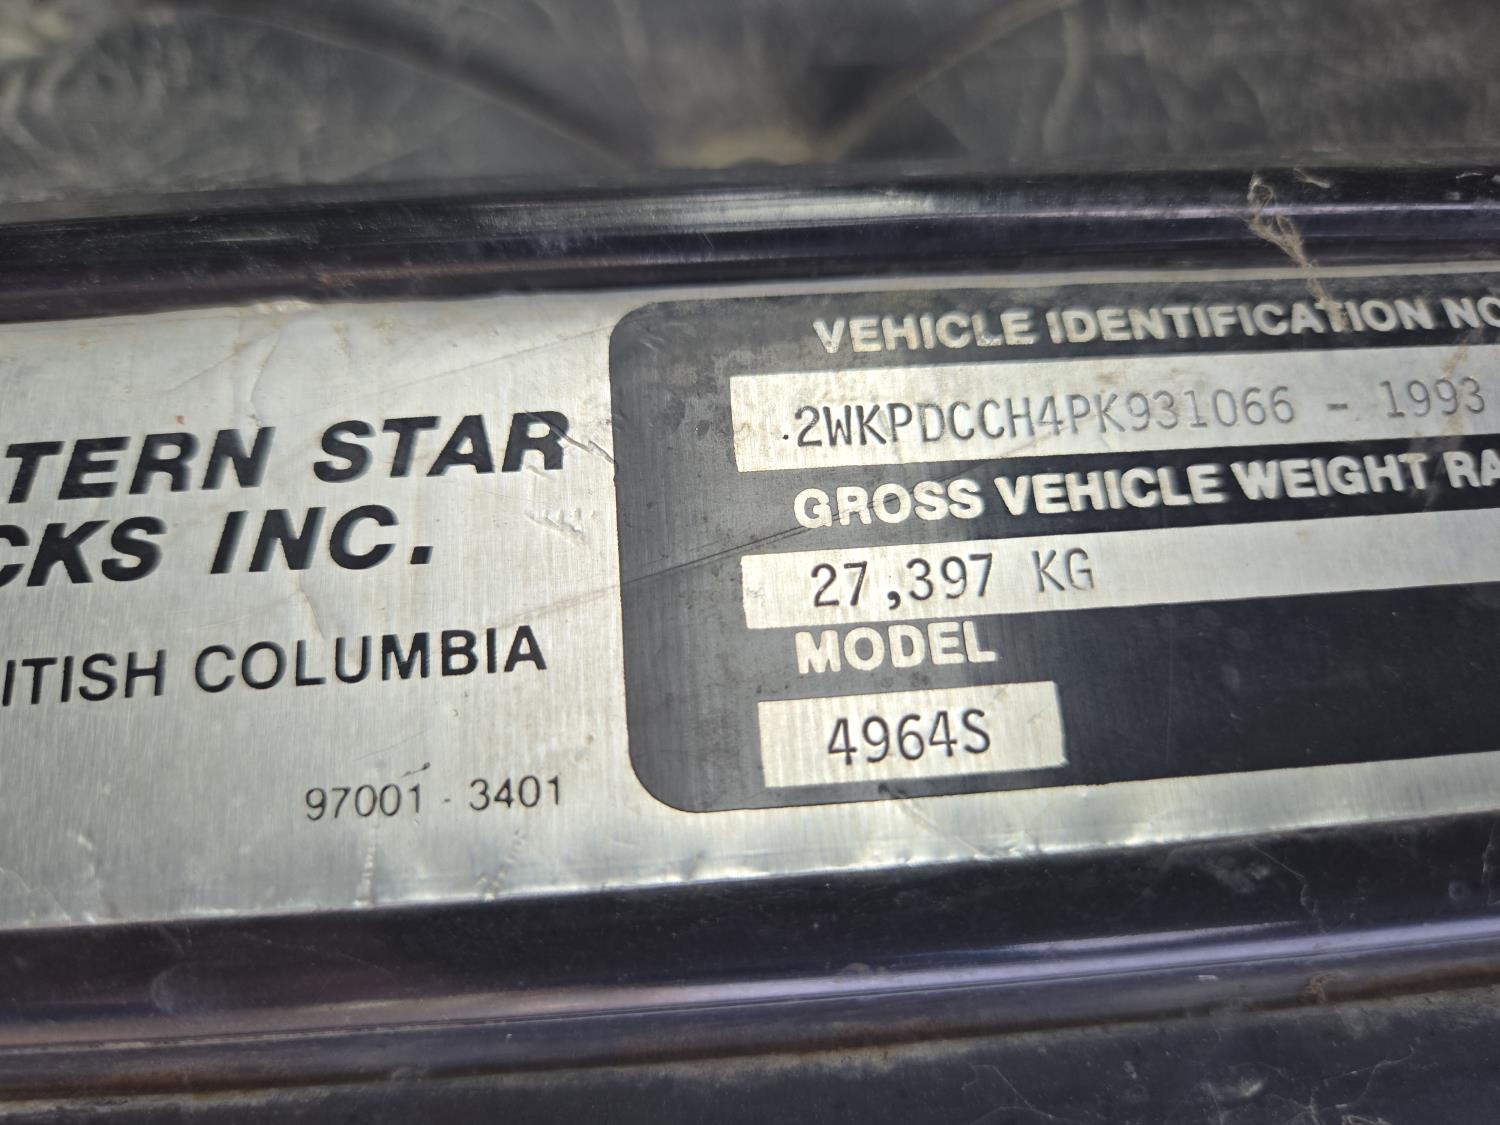 TERN STAR
CKS INC.
ITISH COLUMBIA
97001 - 3401
VEHICLE IDENTIFICATION NO
2WKPDCCH4PK931066 - 1993
GROSS VEHICLE WEIGHT RA
27,397 KG
MODEL
4964S